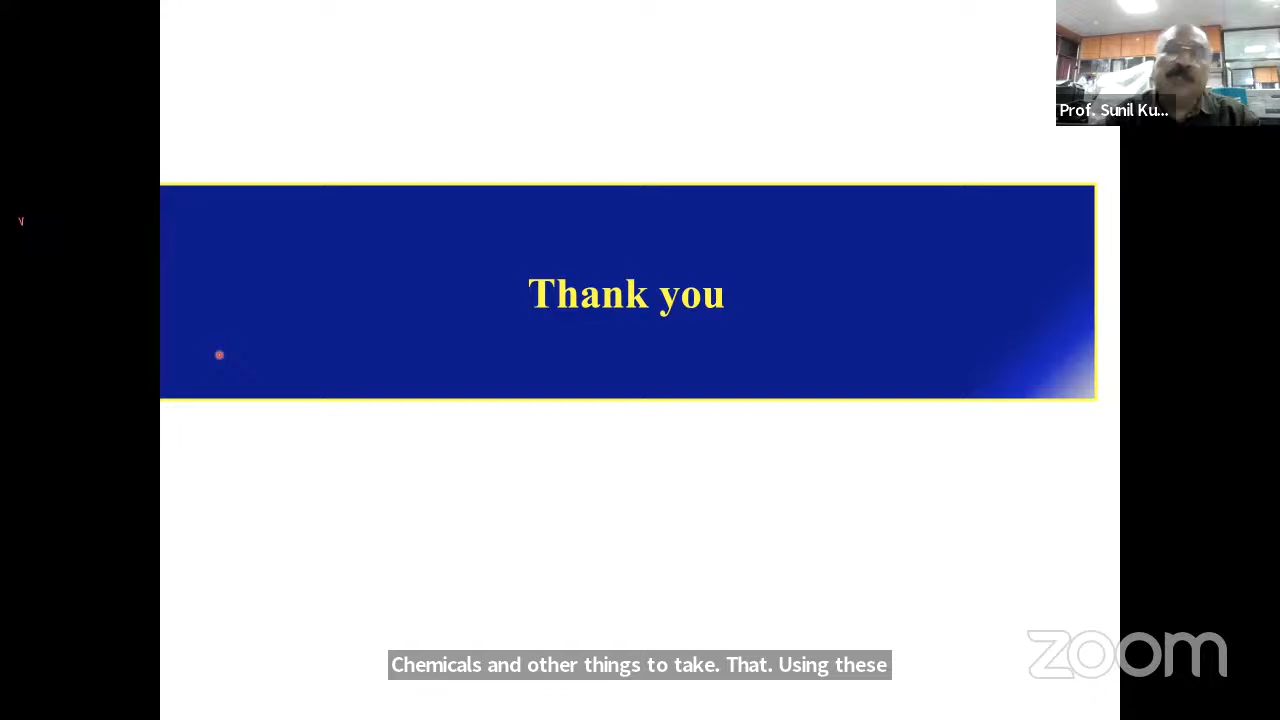 Prof. Sunil Ku...
Thank you
Chemicals and other things to take. That. Using these
zoom